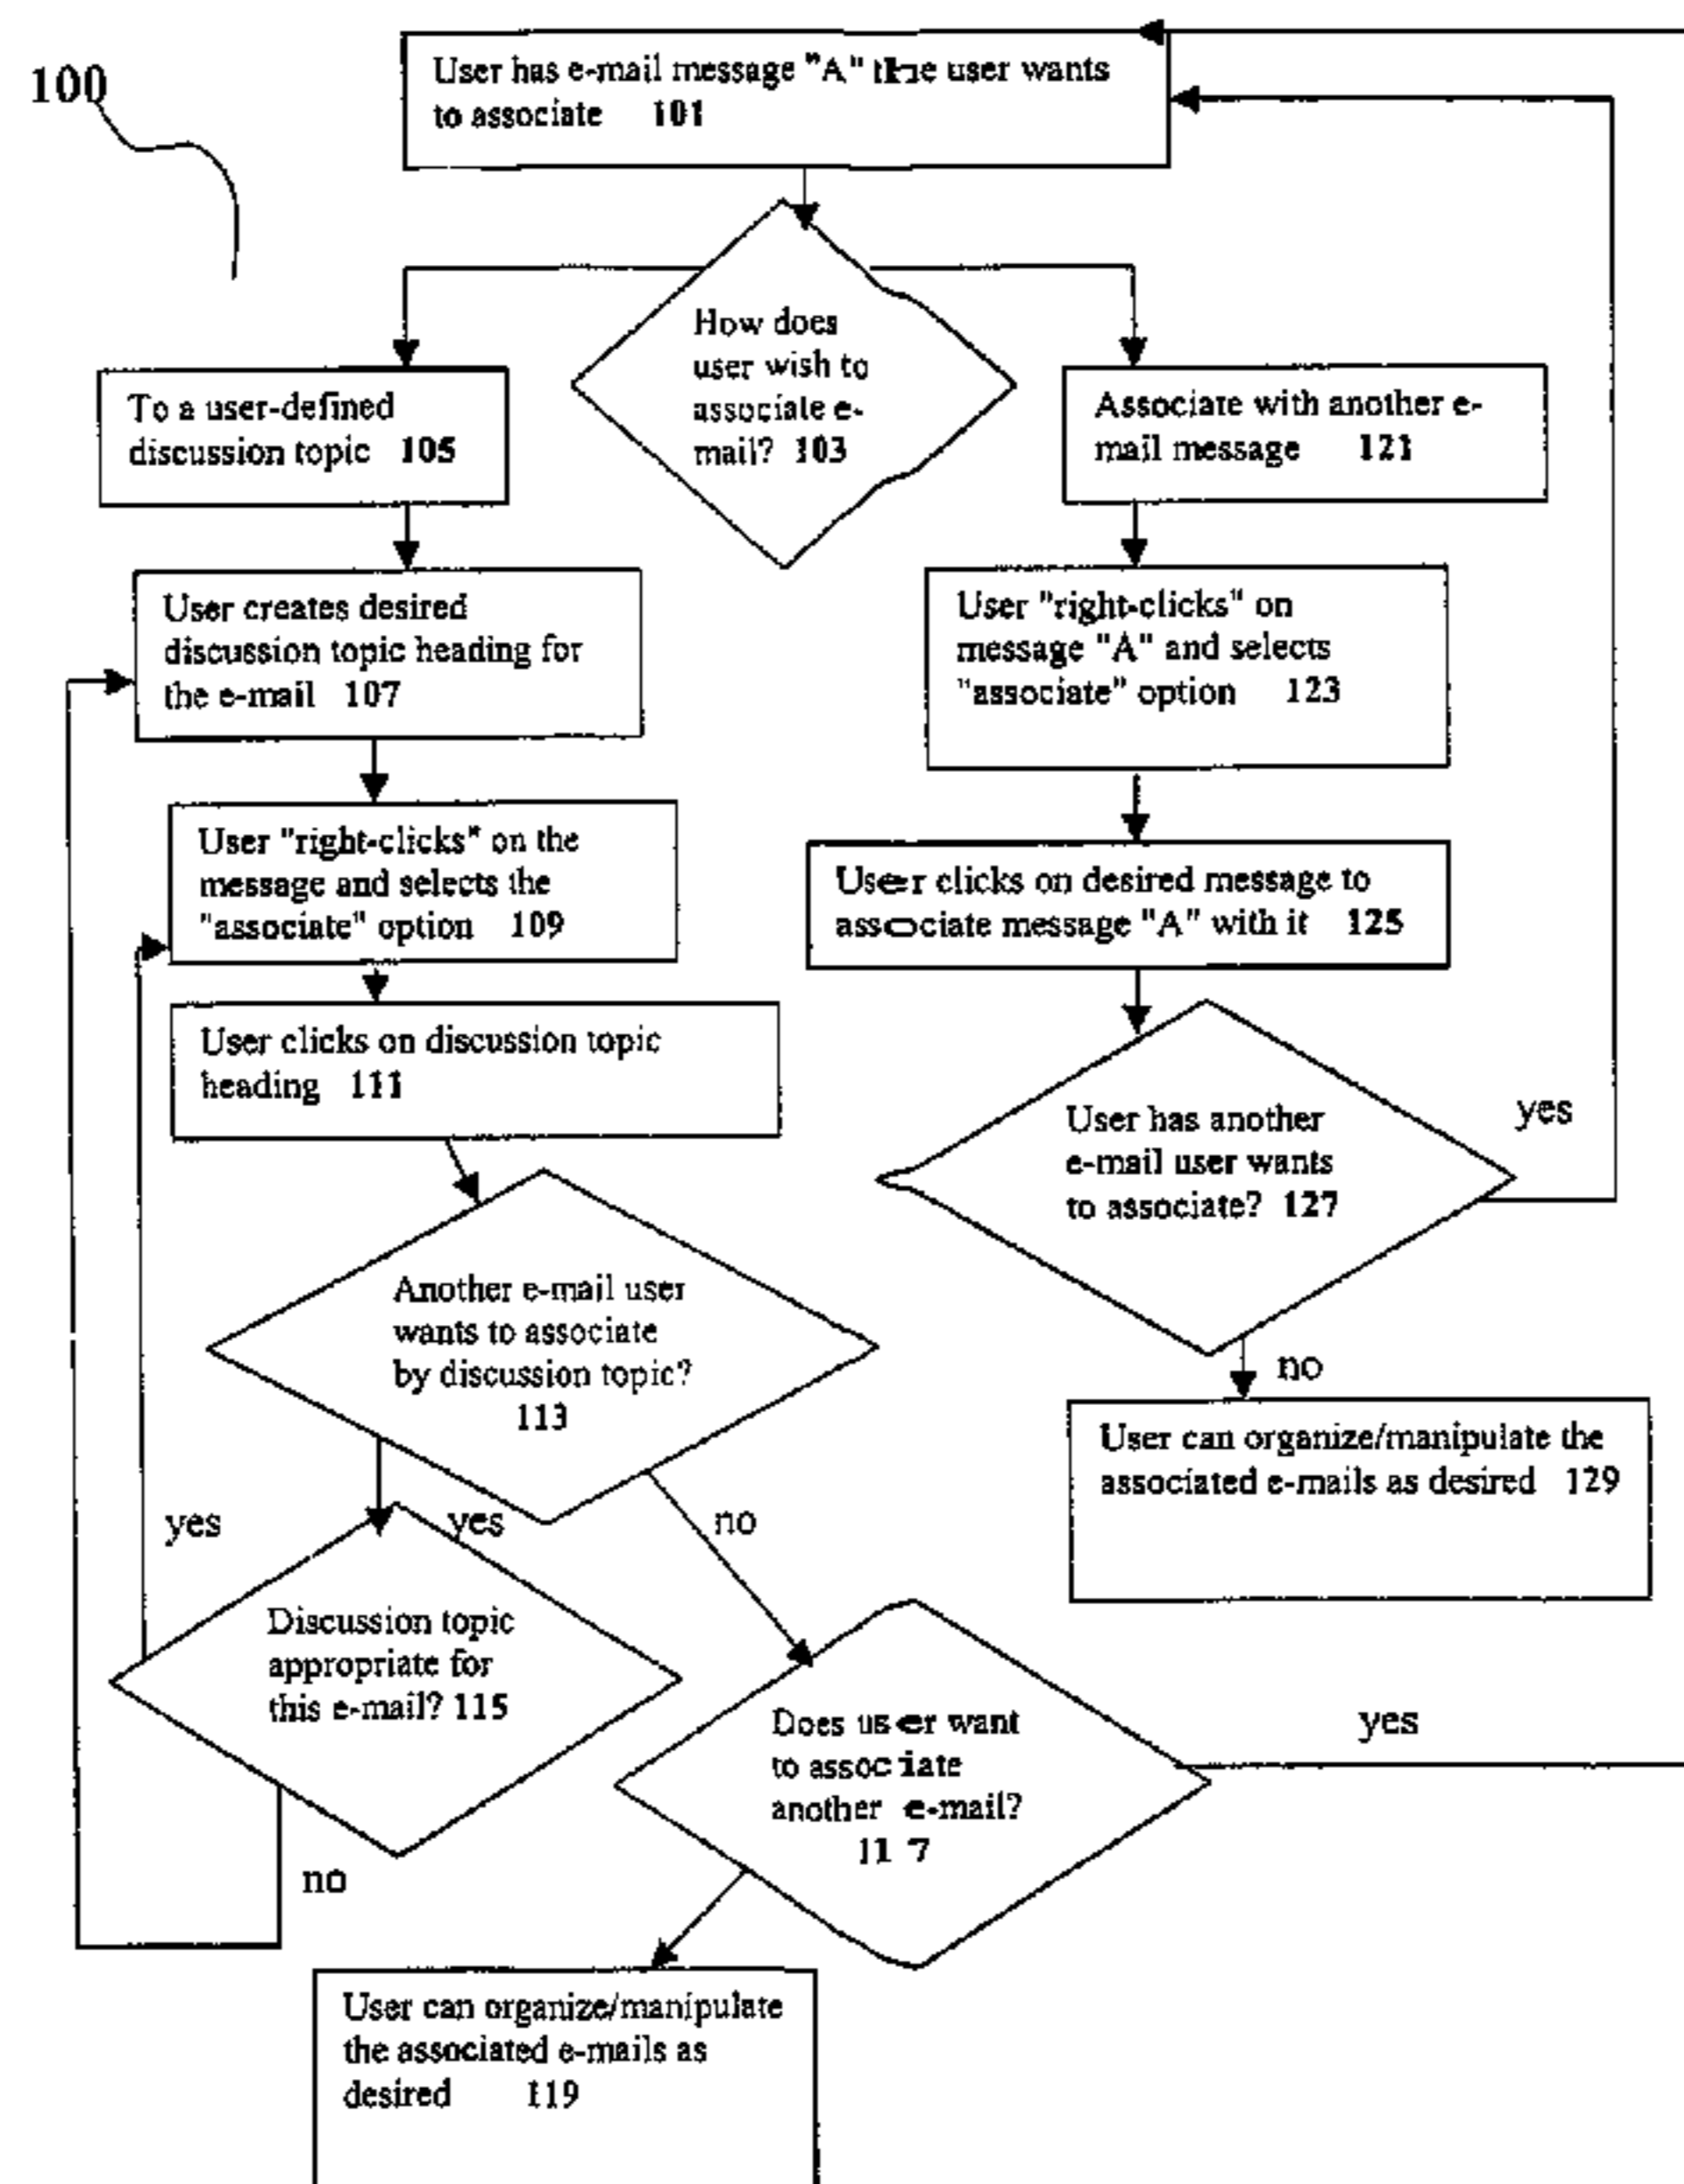 100
User has e-mail message "A" the user wants
to associate 101
How does
user wish to
associate e-
mail? 103
To a user-defined
discussion topic 105
Associate with another e-
mail message 121
User creates desired
discussion topic heading for
the e-mail 107
User "right-clicks" on
message "A" and selects
"associate" option 123
User "right-clicks" on the
message and selects the
"associate" option 109
User clicks on desired message to
associate message "A" with it 125
User clicks on discussion topic
heading 111
User has another
e-mail user wants
to associate? 127
yes
no
Another e-mail user
wants to associate
by discussion topic?
113
User can organize/manipulate the
associated e-mails as desired 129
yes
yes
no
Discussion topic
appropriate for
this e-mail? 115
no
Does user want
to associate
another e-mail?
117
yes
User can organize/manipulate
the associated e-mails as
desired 119